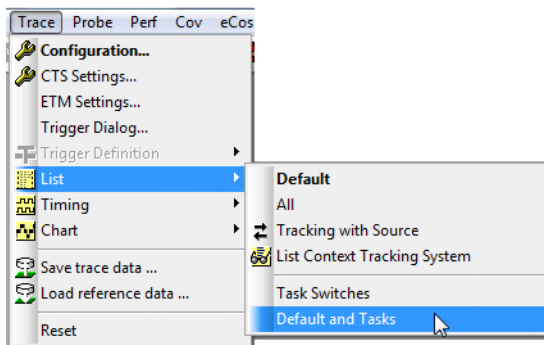 Trace Probe Perf Cov eCos
Configuration...
CTS Settings...
ETM Settings...
Trigger Dialog...
Trigger Definition
List
Timing
Chart
Save trace data ...
Load reference data ...
Reset
Default
All
Tracking with Source
List Context Tracking System
Task Switches
Default and Tasks